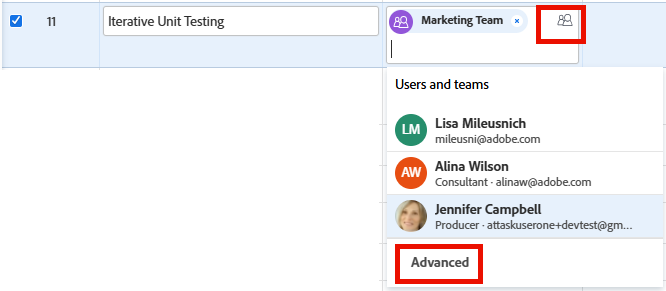 11 Iterative Unit Testing Marketing Team ×
Users and teams
LM Lisa Mileusnich
mileusni@adobe.com
AW Alina Wilson
Consultant · alinaw@adobe.com
Jennifer Campbell
Producer · attaskuserone+devtest@gm...
Advanced